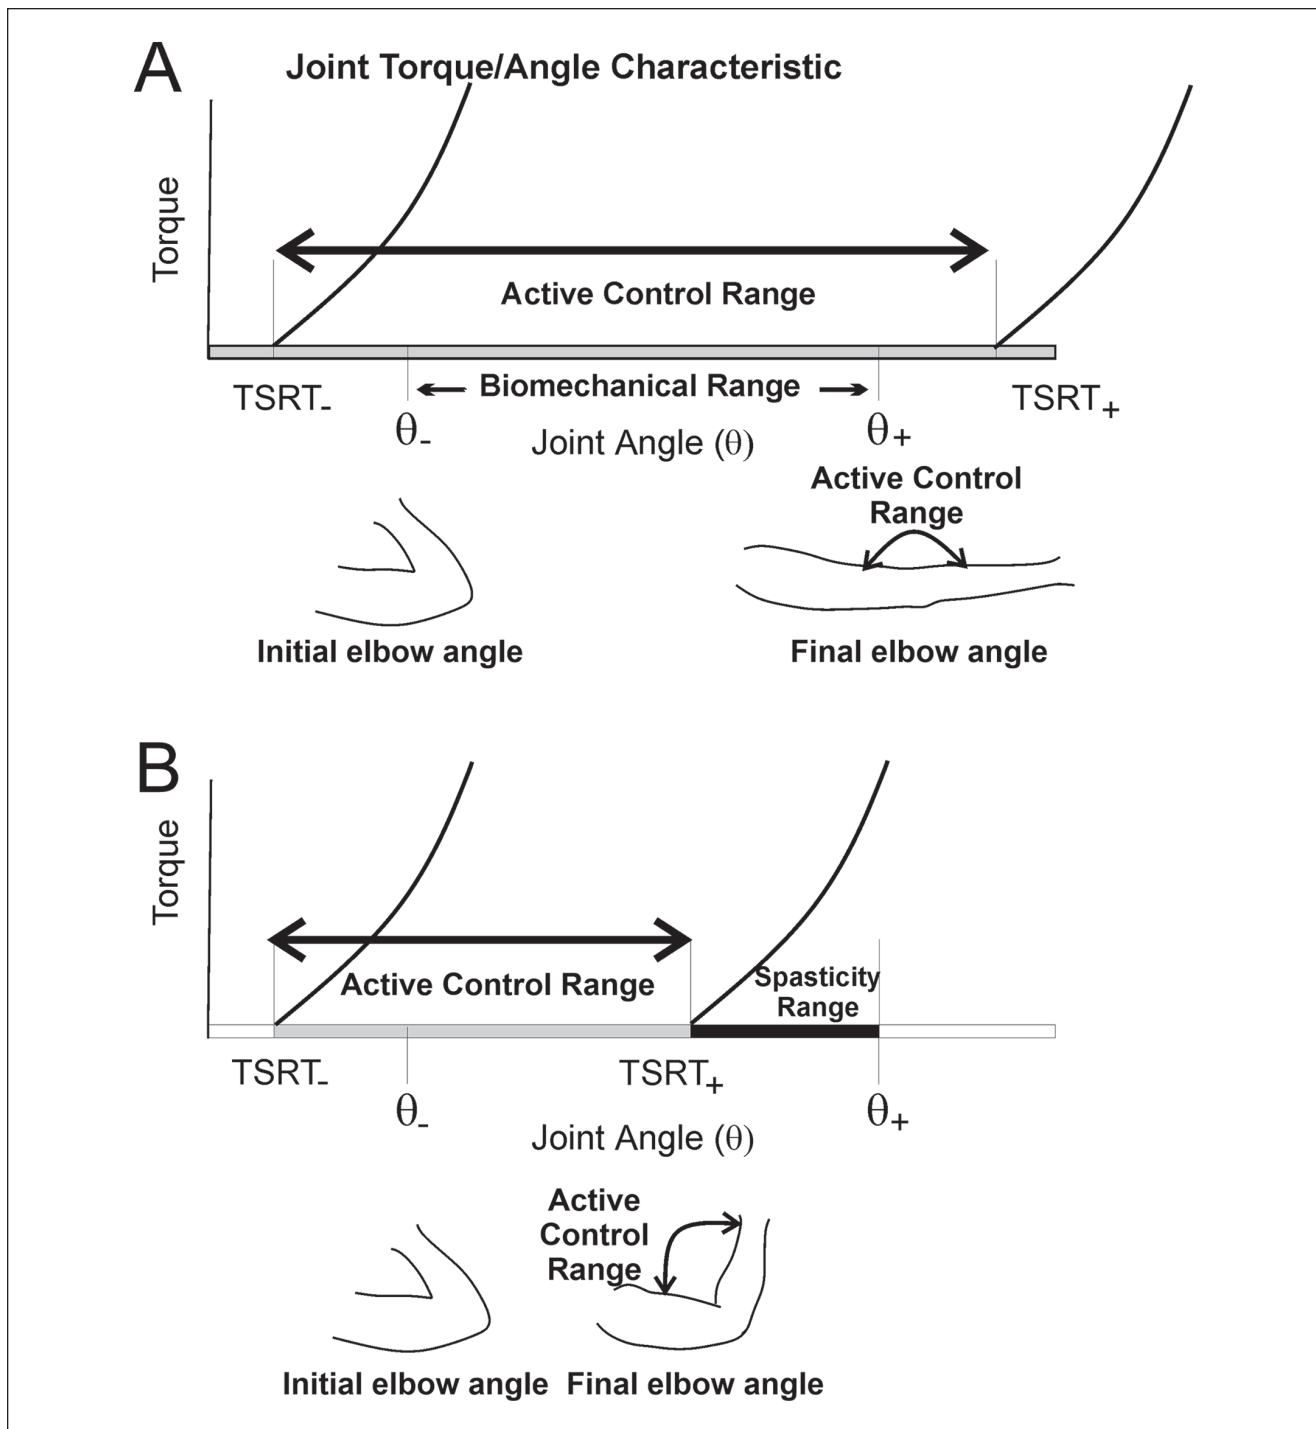 A
Joint Torque/Angle Characteristic
Torque
Active Control Range
Biomechanical Range
TSRT-
TSRT+
θ-
θ+
Joint Angle (θ)
Active Control
Range
Initial elbow angle
Final elbow angle
B
Torque
Active Control Range
Spasticity
Range
TSRT-
TSRT+
θ-
θ+
Joint Angle (θ)
Active
Control
Range
Initial elbow angle
Final elbow angle